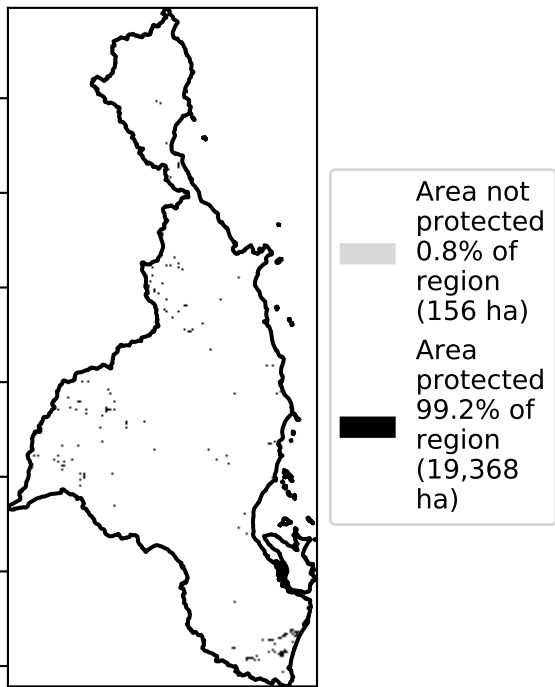 Area not
protected
0.8% of
region
(156 ha)
Area
protected
99.2% of
region
(19,368
ha)